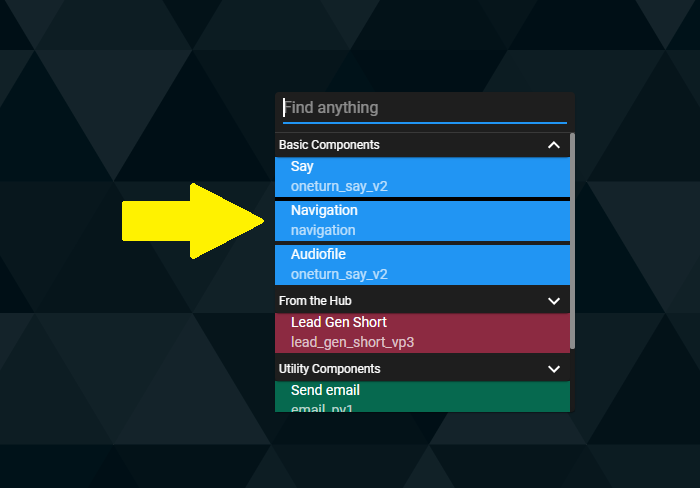 Find anything
Basic Components
Say
oneturn_say_v2
Navigation
navigation
Audiofile
oneturn_say_v2
From the Hub
Lead Gen Short
lead_gen_short_vp3
Utility Components
Send email
email_pv1